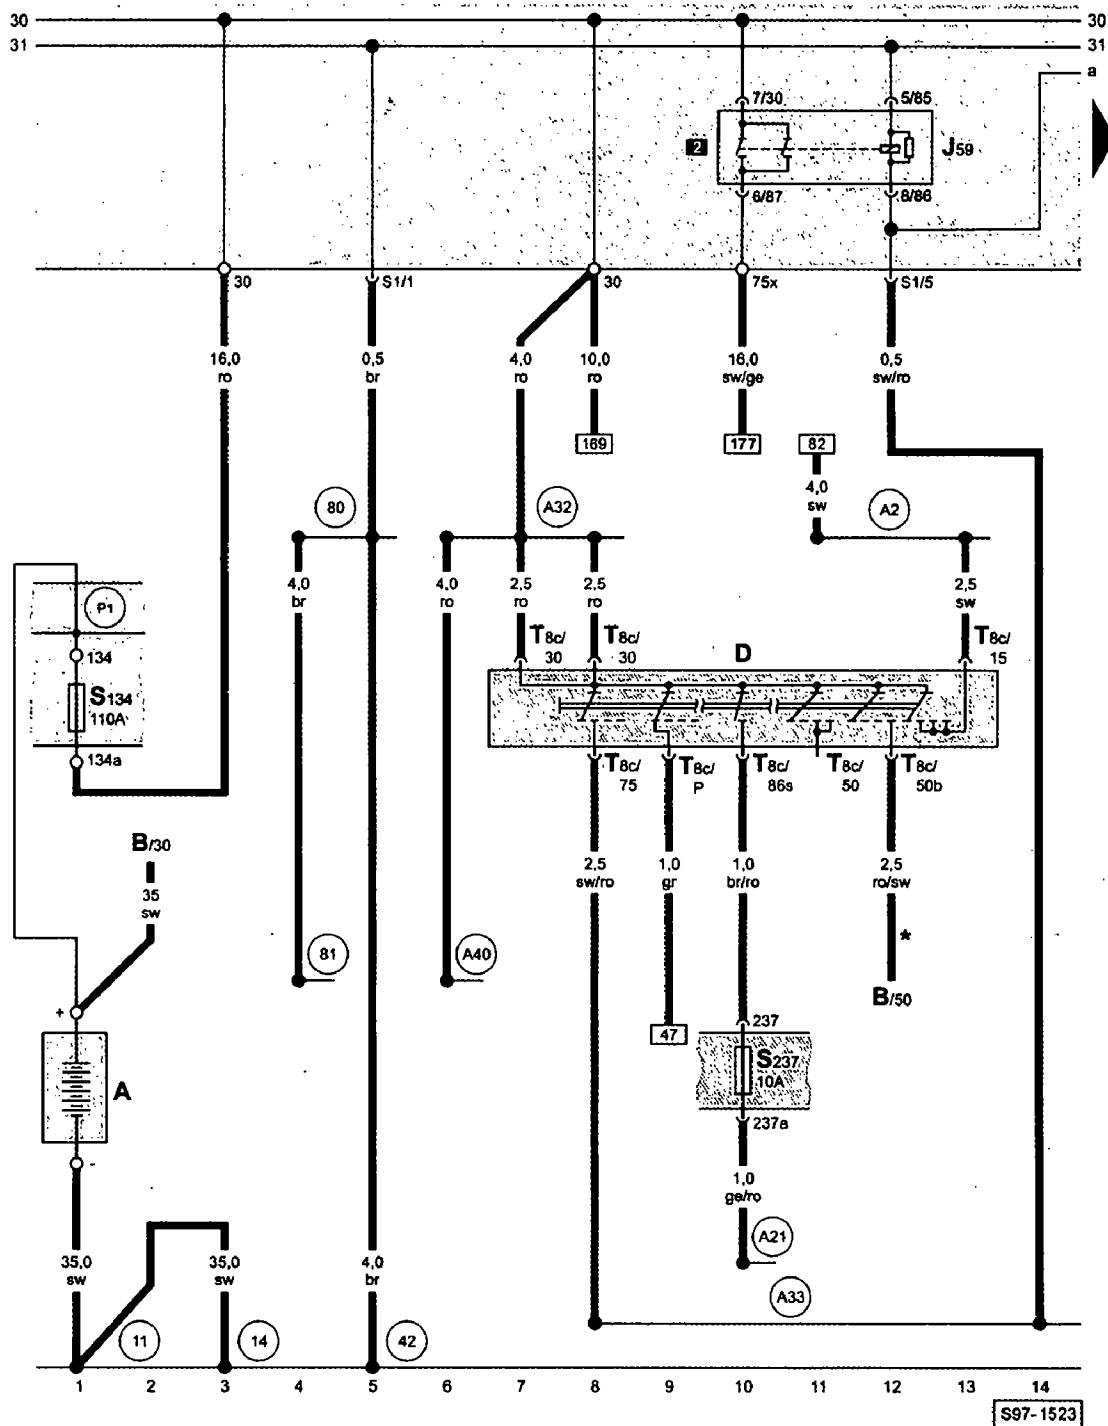 30 30
31 31
a
7/30 5/85
2 J59
6/87 8/86
30 S1/1 30 75x S1/5
16,0 0,5 4,0 10,0 16,0 0,5
ro br ro ro sw/ge sw/ro
169 177 82
4,0
sw
80 A32 A2
4,0 4,0 2,5 2,5 2,5
br ro ro ro sw
P1
T8c/ T8c/ D T8c/
30 30 15
134
S134
110A
134a
T8c/ T8c/ T8c/ T8c/ T8c/
75 P 86s 50 50b
B/30
35
sw
2,5 1,0 1,0 2,5
sw/ro gr br/ro ro/sw
*
81 A40
B/50
+
237
47
S237
10A
A
237a
-
1,0
ge/ro
A21
35,0 35,0 4,0
sw sw br
A33
11 14 42
1 2 3 4 5 6 7 8 9 10 11 12 13 14
S97-1523